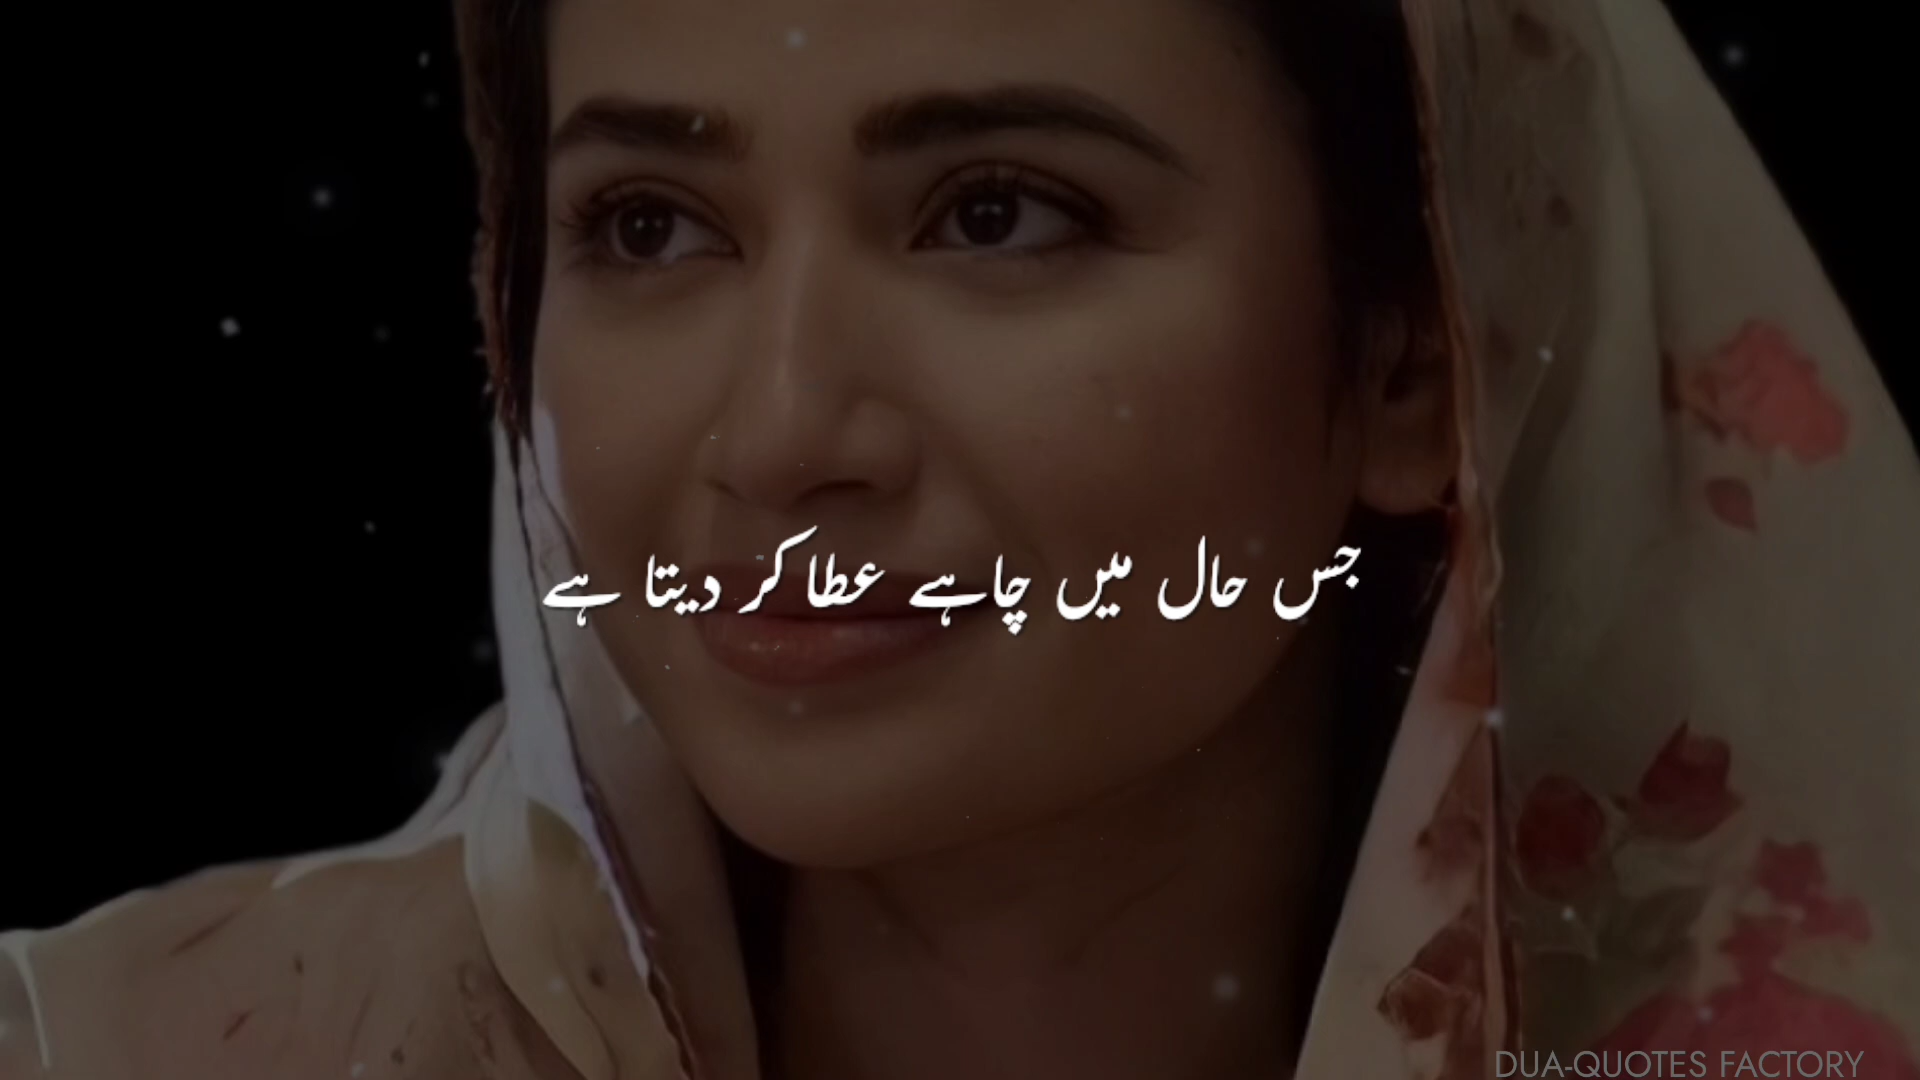 جس حال میں چاہے عطا کر دیتا ہے
DUA-QUOTES FACTORY